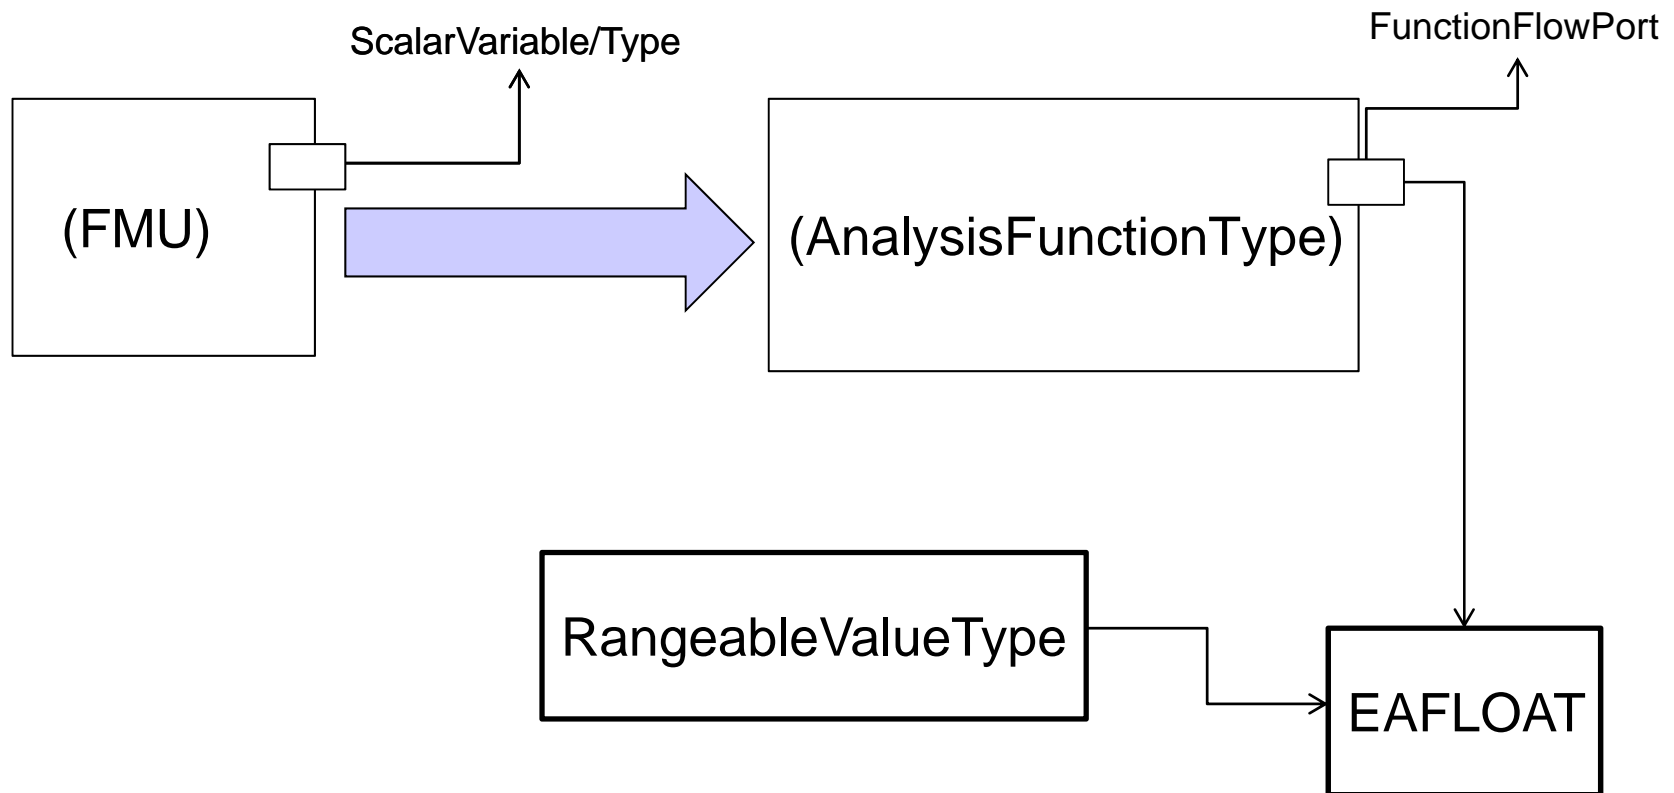 FunctionFlowPort
ScalarVariable/Type
(FMU)
(AnalysisFunctionType)
RangeableValueType
EAFLOAT